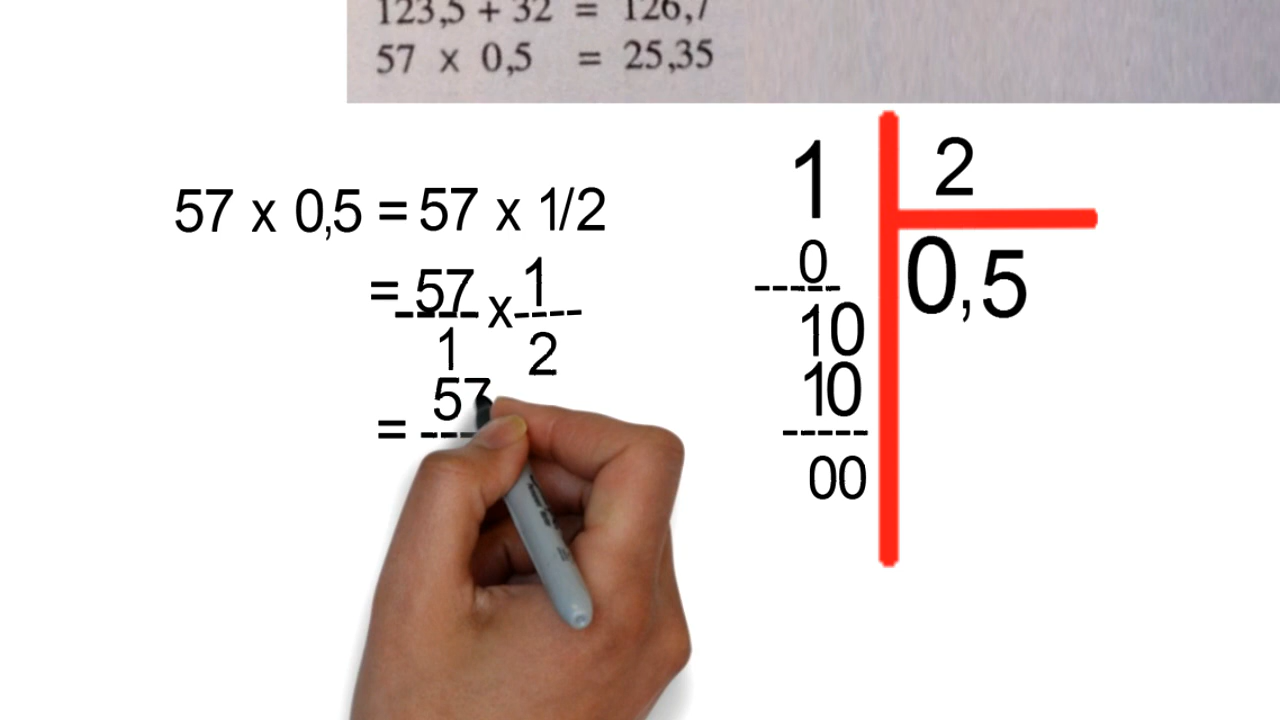 123,5 + 32 = 126,7
57 x 0,5 = 25,35
57 x 0,5 = 57 x 1/2
= 57 x 1
1 2
57
=
1 2
0 0,5
10
10
00